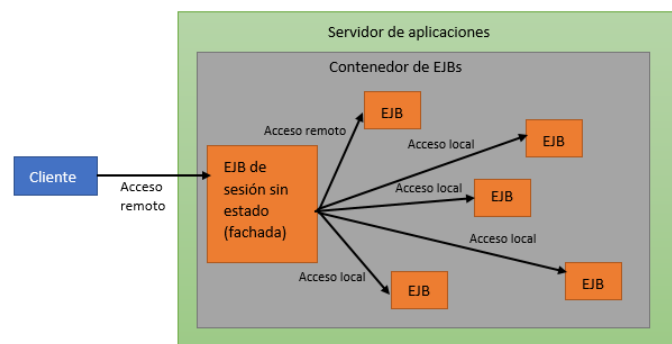 Servidor de aplicaciones
Contenedor de EJBs
EJB
Acceso remoto
Acceso local
EJB
Cliente
Acceso
remoto
EJB de
sesión sin
estado
(fachada)
Acceso local
EJB
Acceso local
Acceso local
EJB
EJB